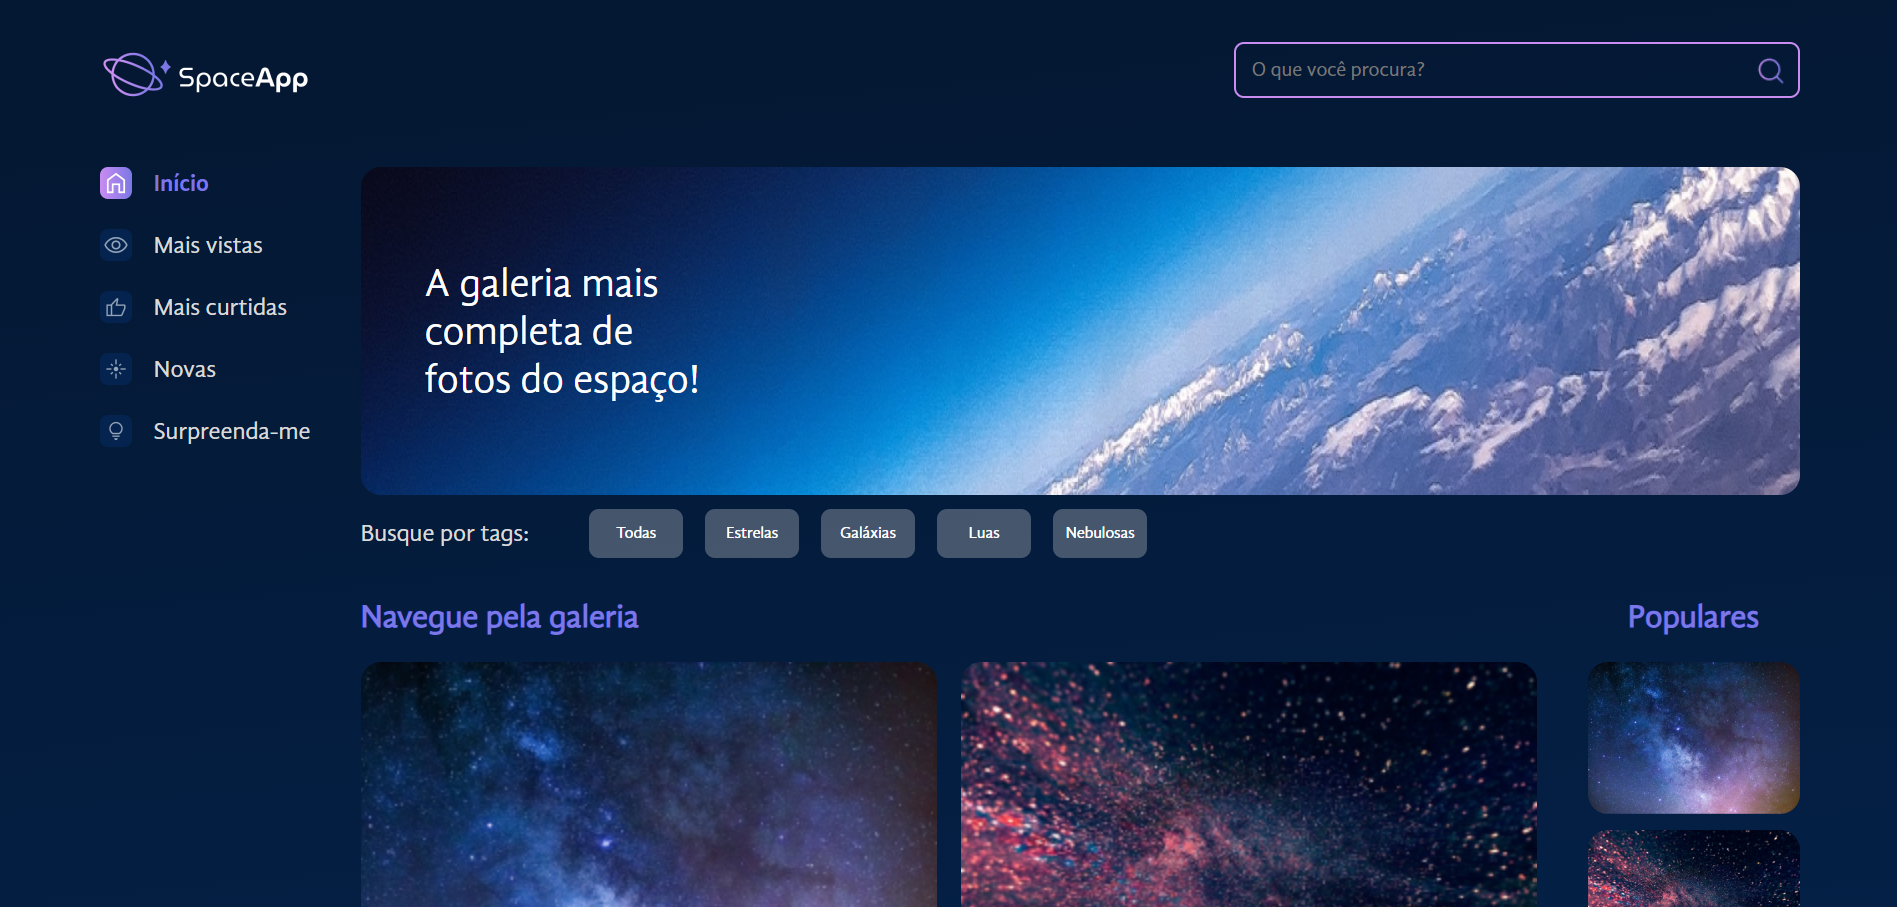 SpaceApp
O que você procura?
Início
Mais vistas
Mais curtidas
Novas
Surpreenda-me
A galeria mais
completa de
fotos do espaço!
Busque por tags:
Todas
Estrelas
Galáxias
Luas
Nebulosas
Navegue pela galeria
Populares